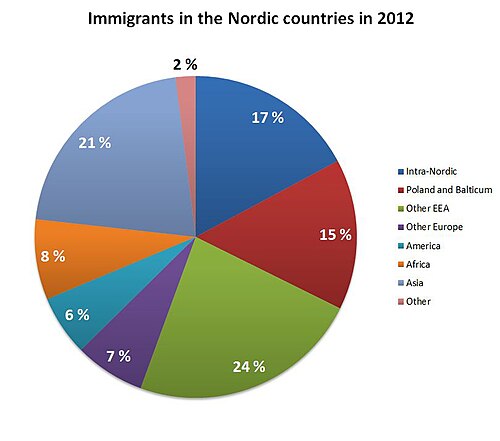 Immigrants in the Nordic countries in 2012
2 %
17 %
21 %
15 %
8 %
6 %
7 %
24 %
Intra-Nordic
Poland and Balticum
Other EEA
Other Europe
America
Africa
Asia
Other